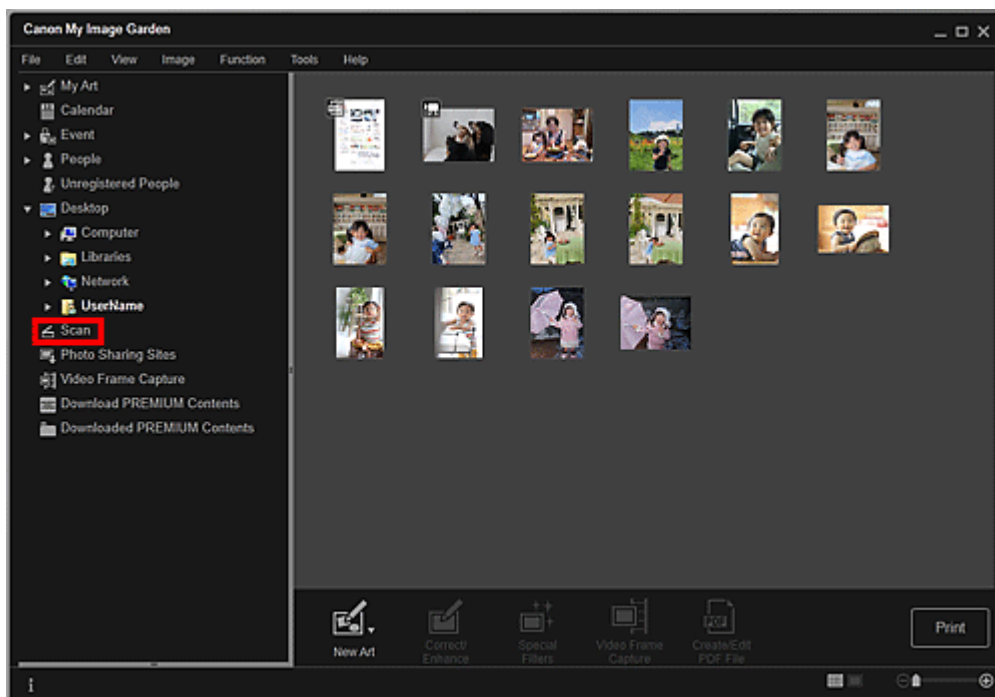 Canon My Image Garden
File Edit View Image Function Tools Help
My Art
Calendar
Event
People
Unregistered People
Desktop
Computer
Libraries
Network
UserName
Scan
Photo Sharing Sites
Video Frame Capture
Download PREMIUM Contents
Downloaded PREMIUM Contents
New Art
Correct/
Enhance
Special
Filters
Video Frame
Capture
PDF
Create/Edit
PDF File
Print